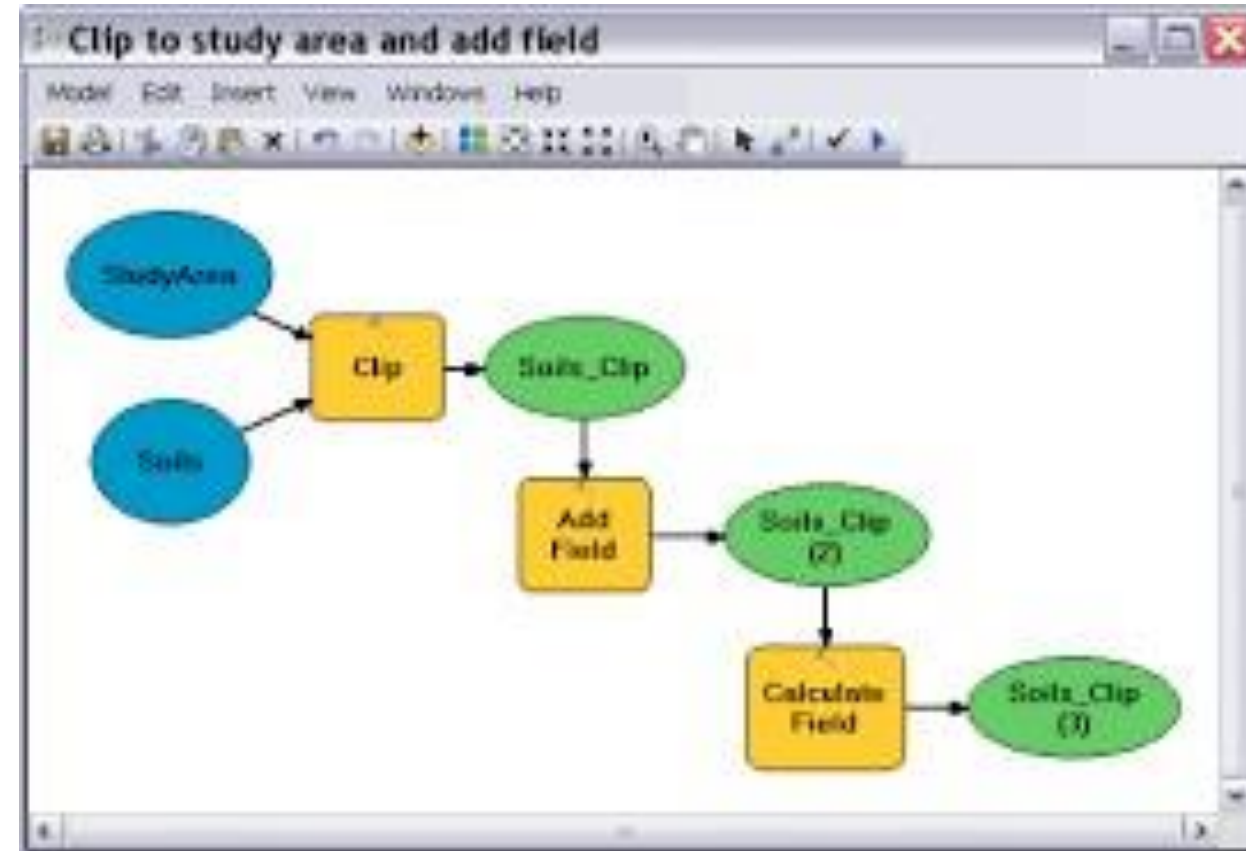 Clip to study area and add field
Model Edit Insert View Windows Help
StudyArea
Clip
Soils_Clip
Soils
Add
Field
Soils_Clip
(2)
Calculate
Field
Soils_Clip
(3)